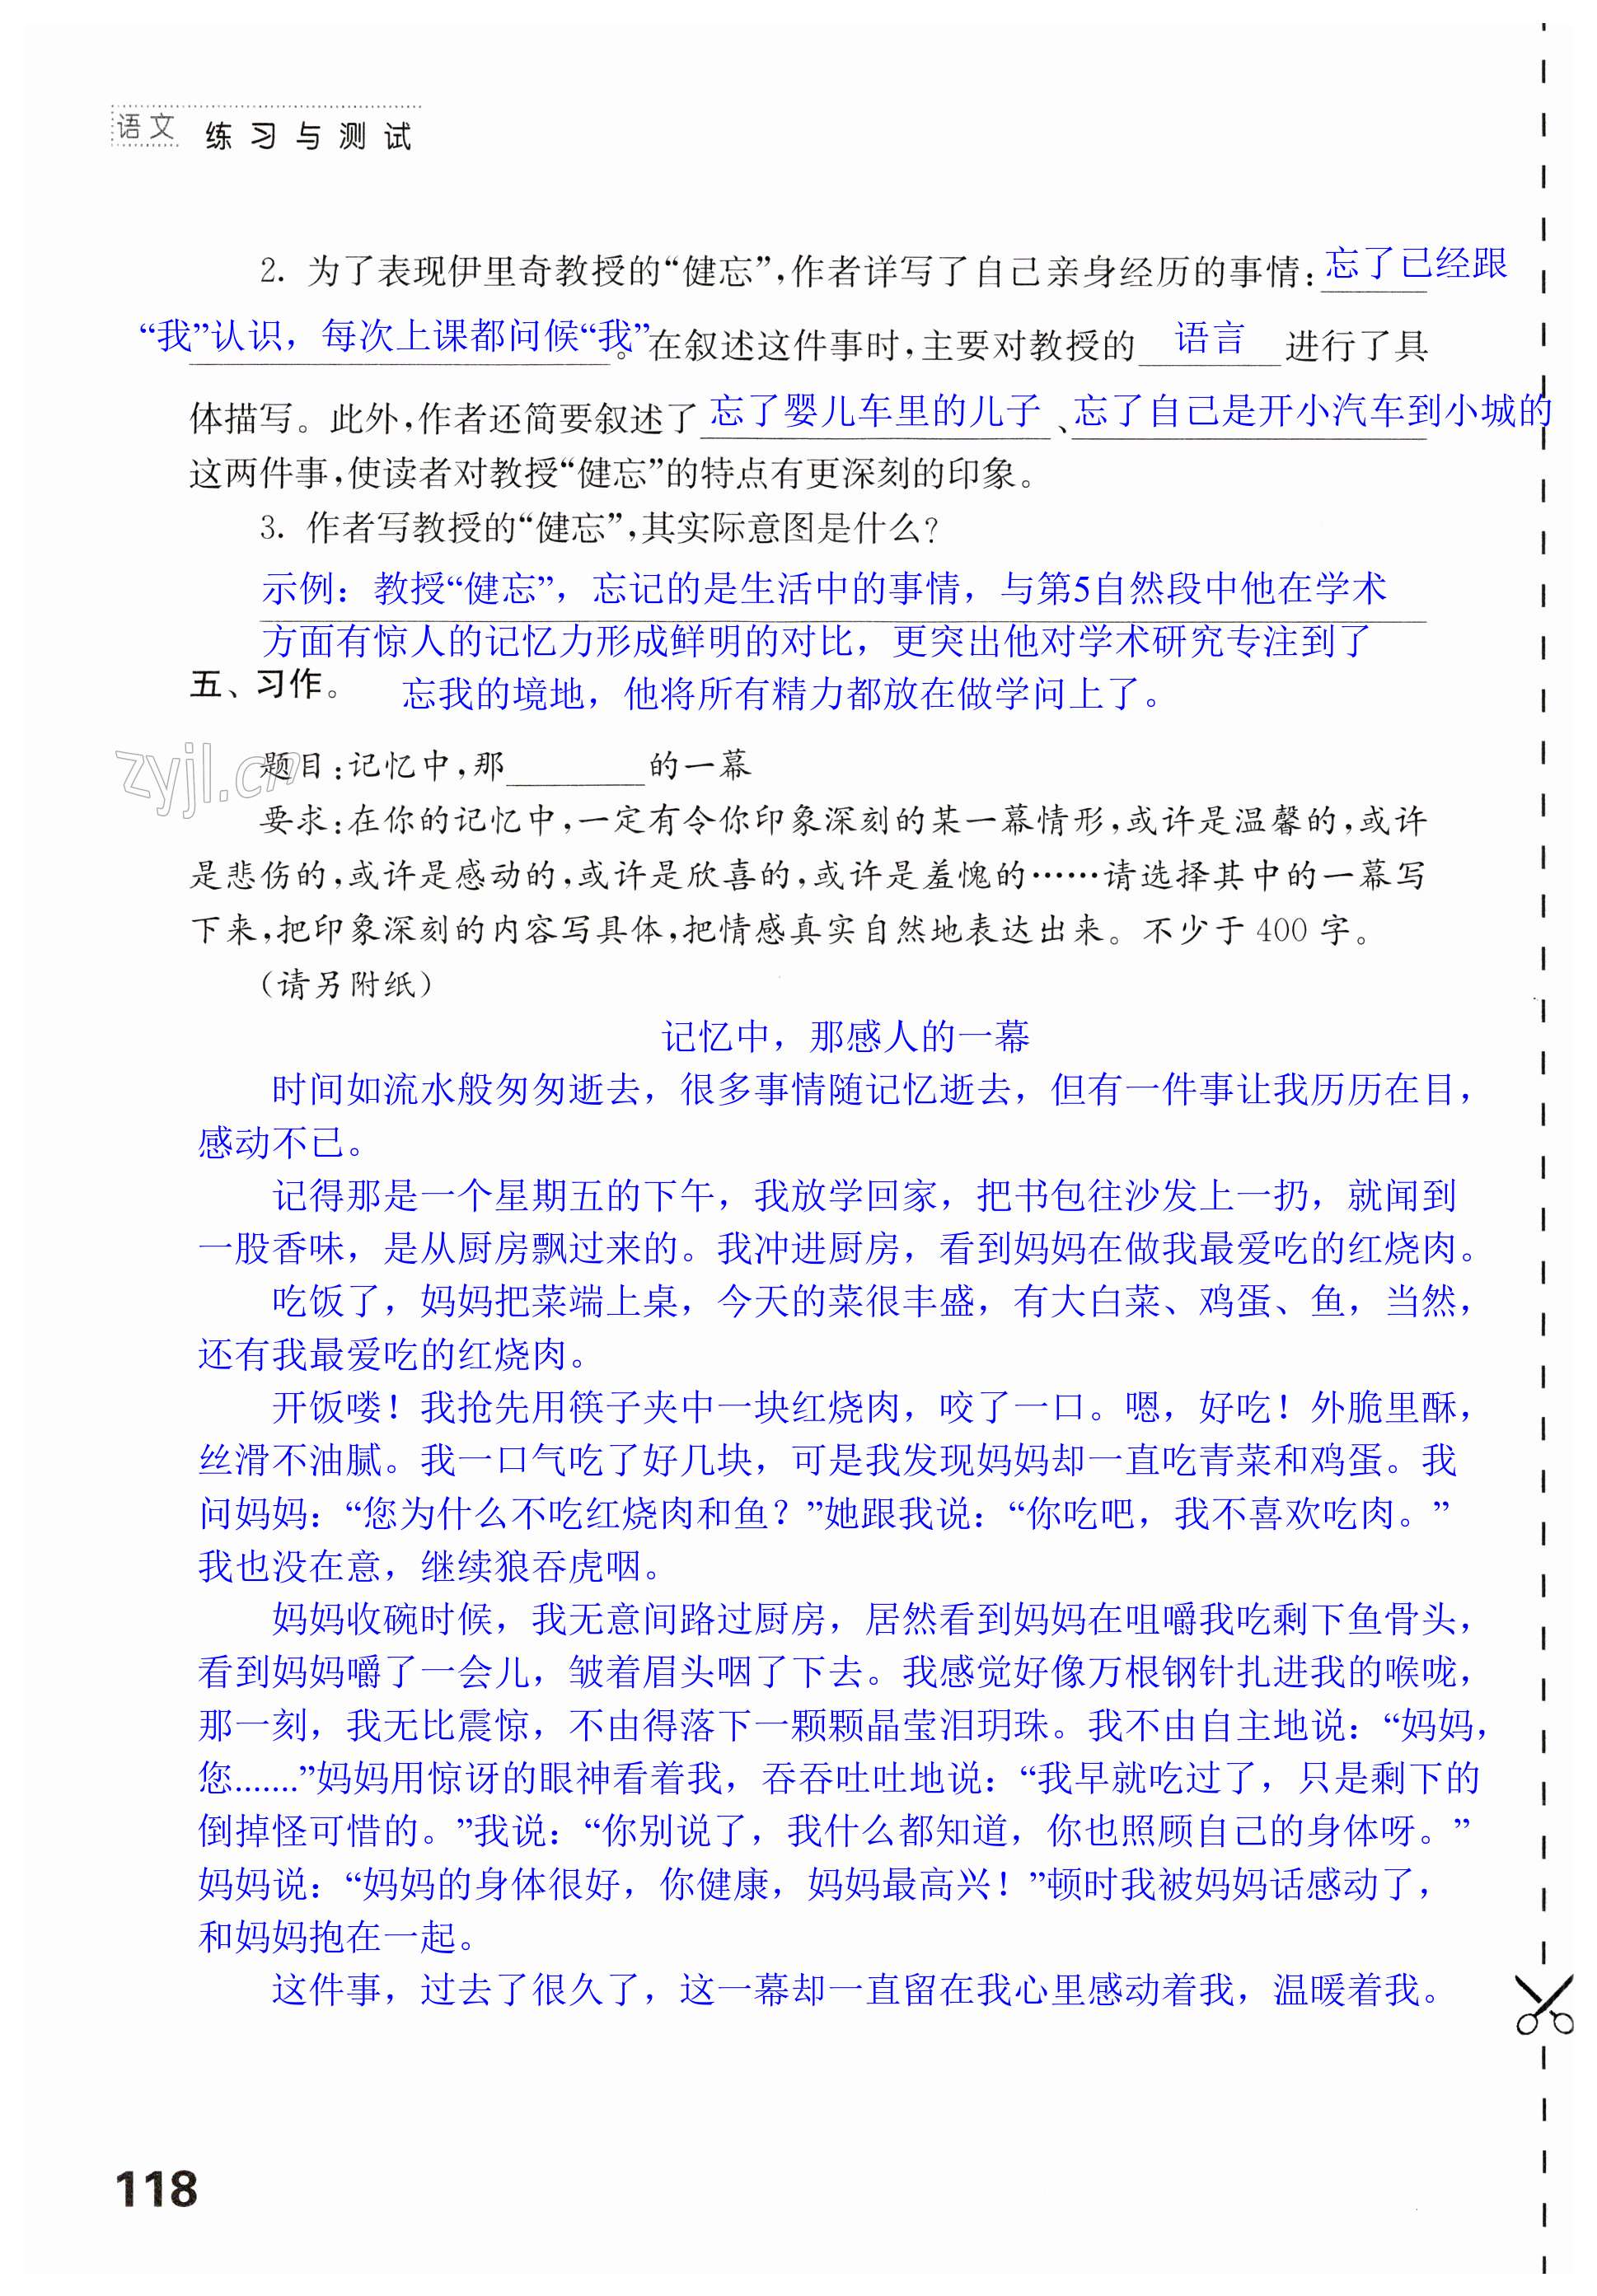 语文 练习与测试
2. 为了表现伊里奇教授的“健忘”,作者详写了自己亲身经历的事情:忘了已经跟
“我”认识，每次上课都问候“我”。在叙述这件事时,主要对教授的 语言 进行了具
体描写。此外,作者还简要叙述了 忘了婴儿车里的儿子 、忘了自己是开小汽车到小城的
这两件事,使读者对教授“健忘”的特点有更深刻的印象。
3. 作者写教授的“健忘”,其实际意图是什么?
示例：教授“健忘”，忘记的是生活中的事情，与第5自然段中他在学术
方面有惊人的记忆力形成鲜明的对比，更突出他对学术研究专注到了
忘我的境地，他将所有精力都放在做学问上了。
五、习作。
zyjl.cn
题目:记忆中,那________的一幕
要求:在你的记忆中,一定有令你印象深刻的某一幕情形,或许是温馨的,或许
是悲伤的,或许是感动的,或许是欣喜的,或许是羞愧的……请选择其中的一幕写
下来,把印象深刻的内容写具体,把情感真实自然地表达出来。不少于 400 字。
(请另附纸)
记忆中，那感人的一幕
时间如流水般匆匆逝去，很多事情随记忆逝去，但有一件事让我历历在目，
感动不已。
记得那是一个星期五的下午，我放学回家，把书包往沙发上一扔，就闻到
一股香味，是从厨房飘过来的。我冲进厨房，看到妈妈在做我最爱吃的红烧肉。
吃饭了，妈妈把菜端上桌，今天的菜很丰盛，有大白菜、鸡蛋、鱼，当然，
还有我最爱吃的红烧肉。
开饭喽！我抢先用筷子夹中一块红烧肉，咬了一口。嗯，好吃！外脆里酥，
丝滑不油腻。我一口气吃了好几块，可是我发现妈妈却一直吃青菜和鸡蛋。我
问妈妈：“您为什么不吃红烧肉和鱼？”她跟我说：“你吃吧，我不喜欢吃肉。”
我也没在意，继续狼吞虎咽。
妈妈收碗时候，我无意间路过厨房，居然看到妈妈在咀嚼我吃剩下鱼骨头，
看到妈妈嚼了一会儿，皱着眉头咽了下去。我感觉好像万根钢针扎进我的喉咙，
那一刻，我无比震惊，不由得落下一颗颗晶莹泪玥珠。我不由自主地说：“妈妈，
您.......”妈妈用惊讶的眼神看着我，吞吞吐吐地说：“我早就吃过了，只是剩下的
倒掉怪可惜的。”我说：“你别说了，我什么都知道，你也照顾自己的身体呀。”
妈妈说：“妈妈的身体很好，你健康，妈妈最高兴！”顿时我被妈妈话感动了，
和妈妈抱在一起。
这件事，过去了很久了，这一幕却一直留在我心里感动着我，温暖着我。
118